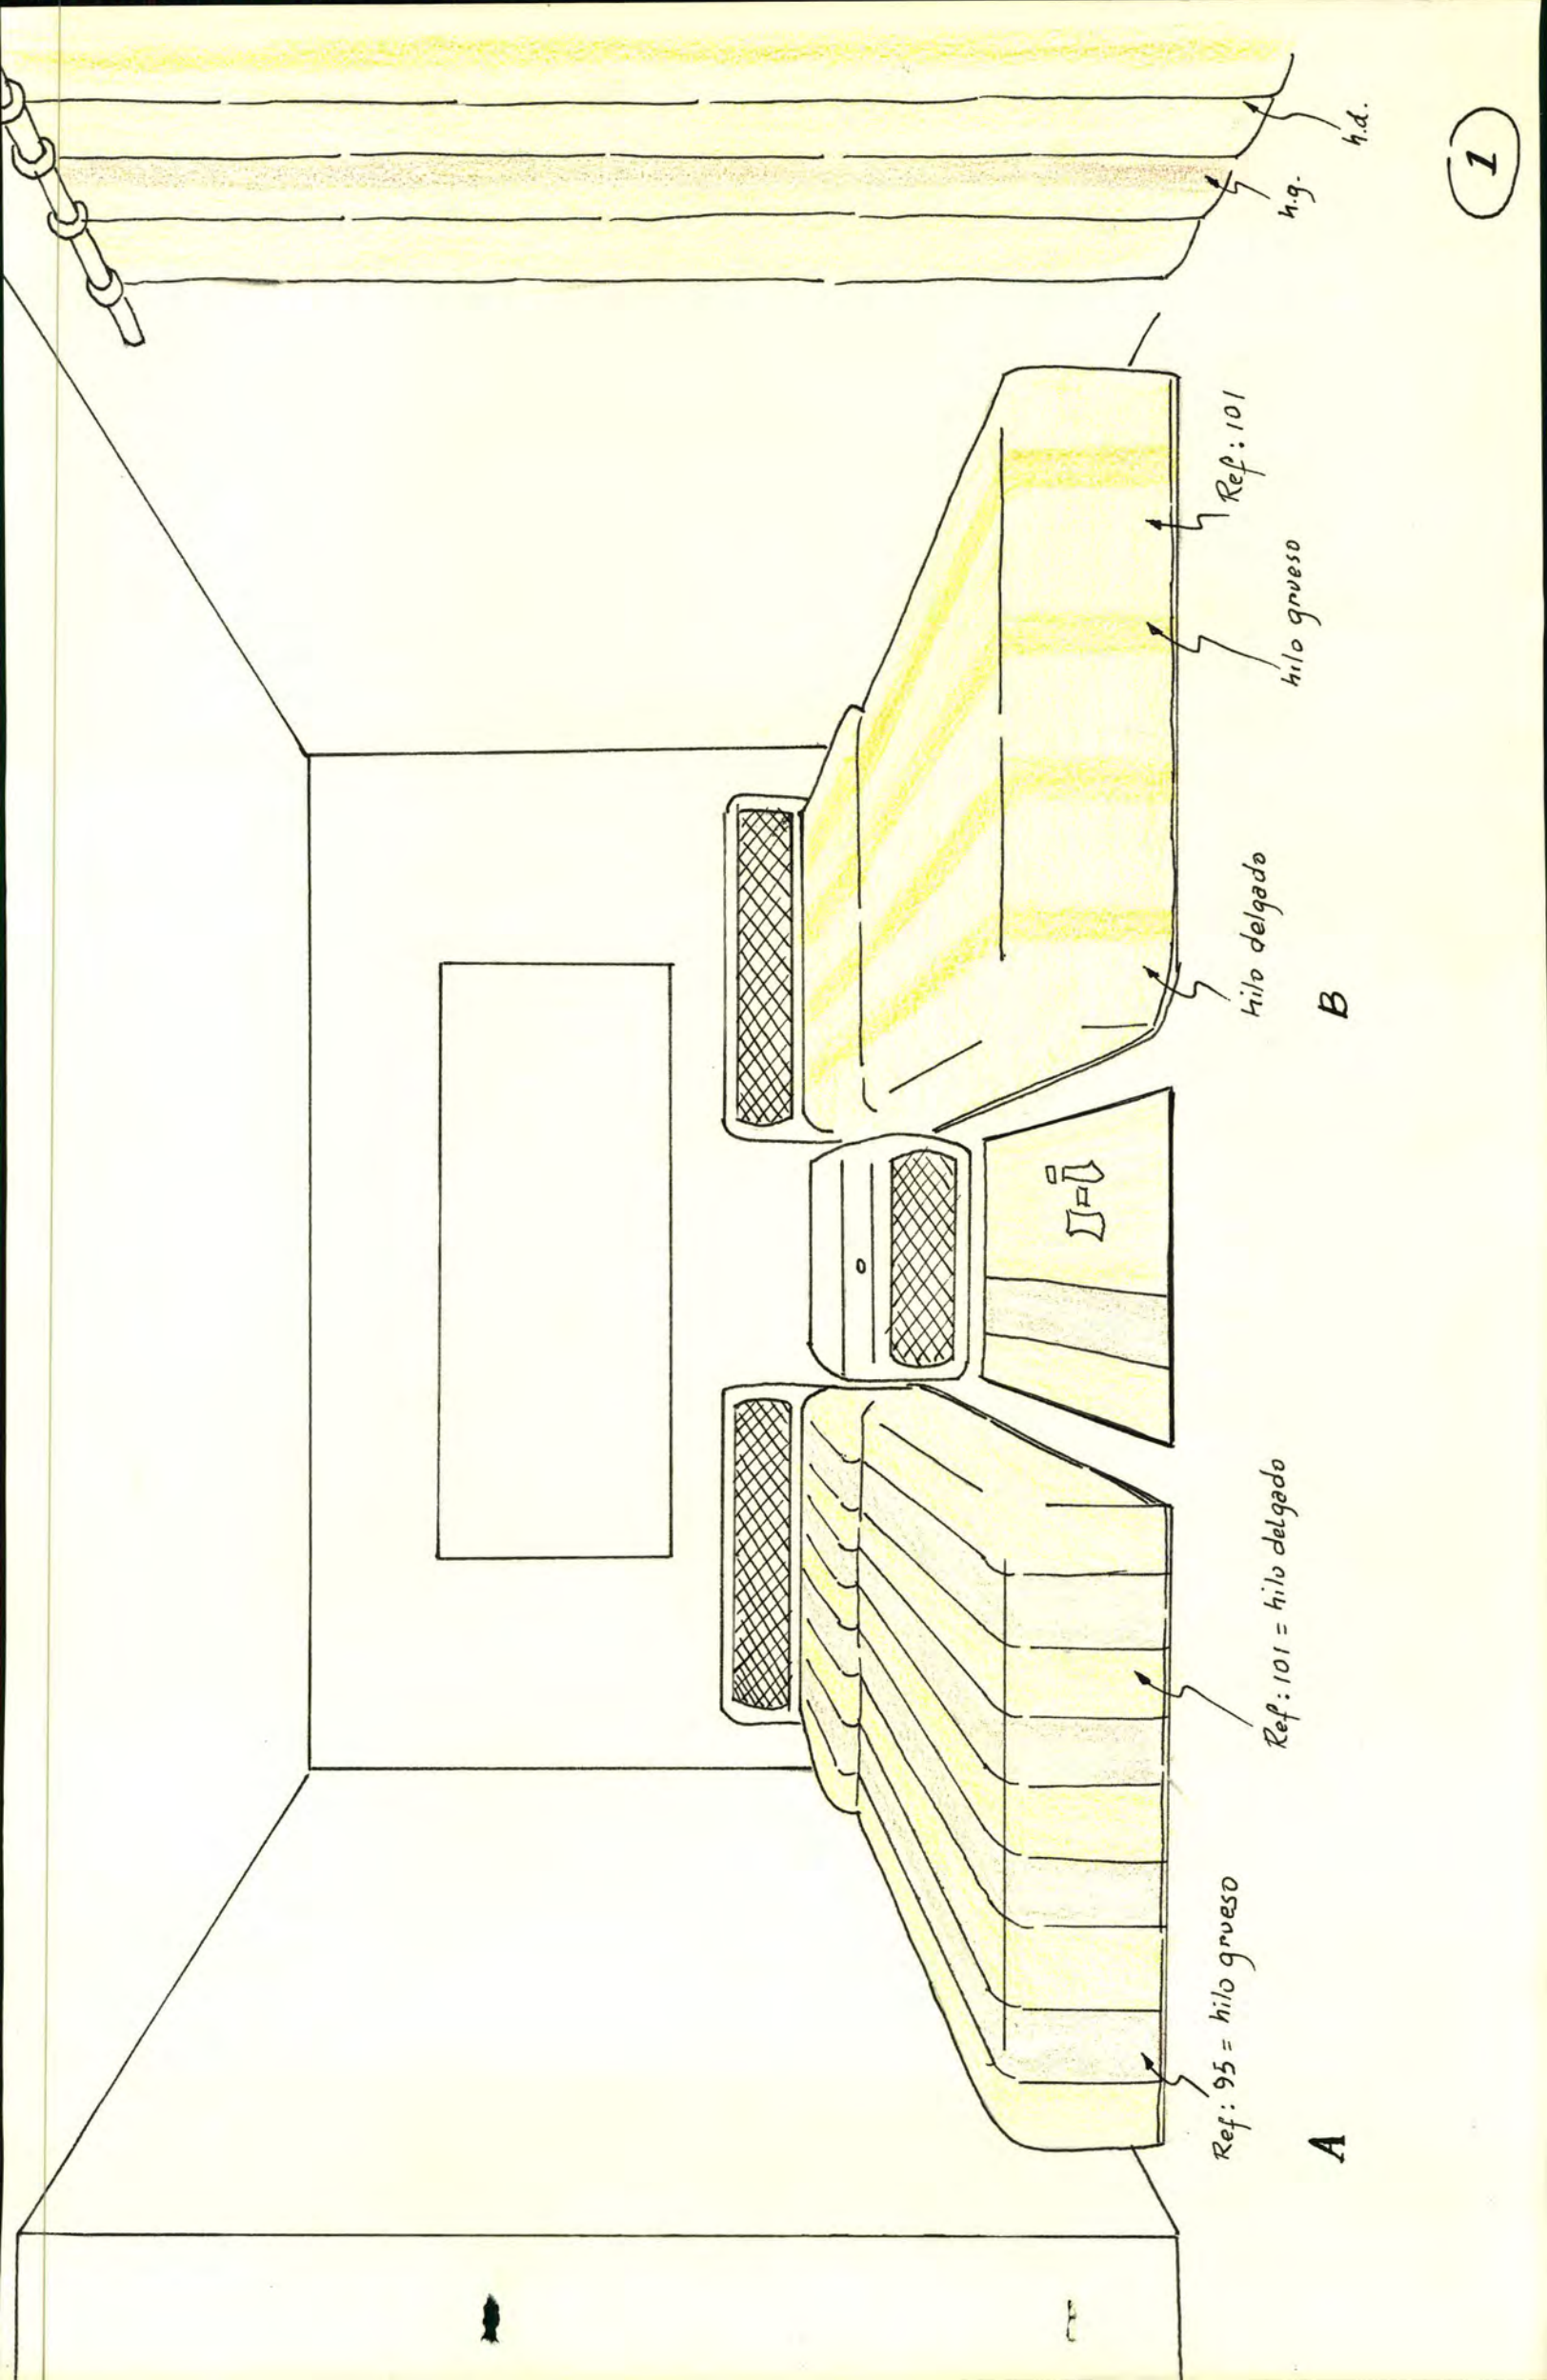 Ref: 95 = hilo grueso
Ref: 101 = hilo delgado
hilo delgado
hilo grueso
Ref: 101
h.g.
h.d.
A
B
1